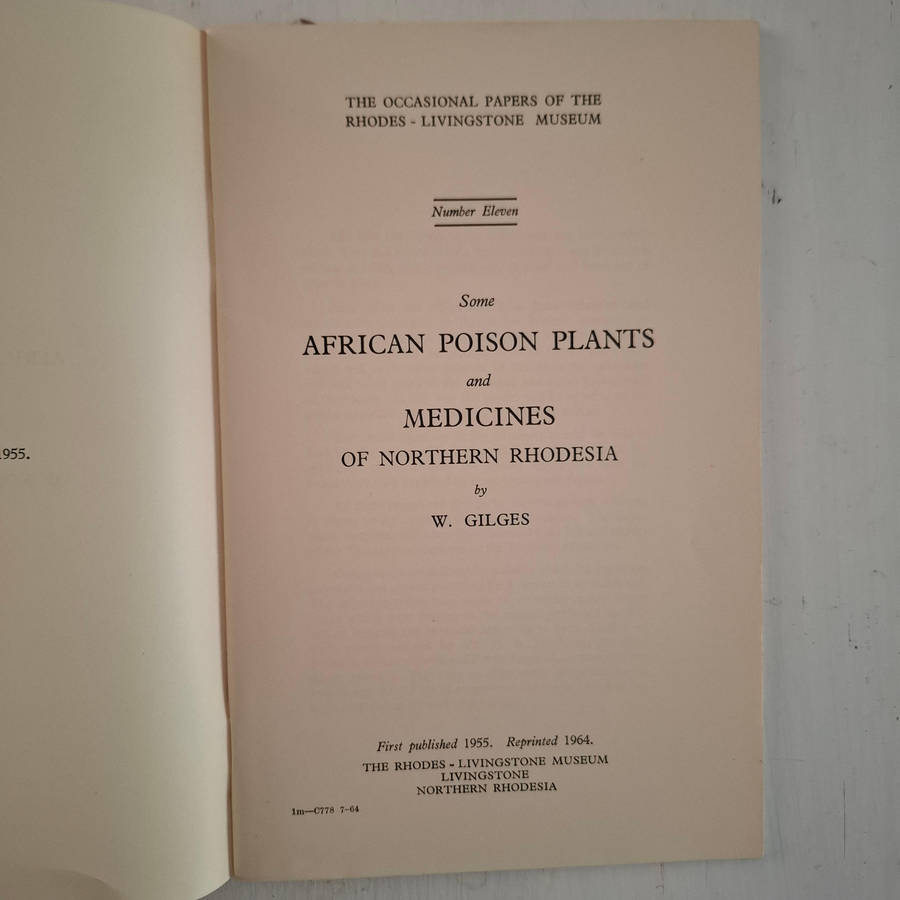 1955.
THE OCCASIONAL PAPERS OF THE
RHODES - LIVINGSTONE MUSEUM
Number Eleven
Some
AFRICAN POISON PLANTS
and
MEDICINES
OF NORTHERN RHODESIA
by
W. GILGES
First published 1955. Reprinted 1964.
THE RHODES - LIVINGSTONE MUSEUM
LIVINGSTONE
NORTHERN RHODESIA
1m—C778 7-64